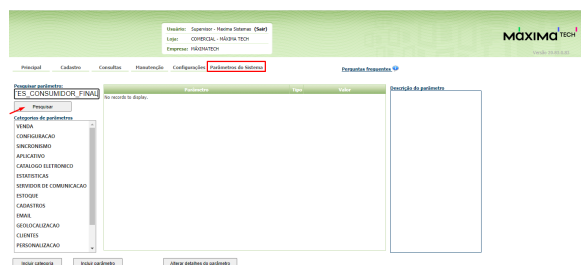 Usuário: Supervisor - Maxima Sistemas (Sair)
Loja: COMERCIAL - MÁXIMA TECH
Empresa: MÁXIMATECH
MÁXIMA TECH
Principal Cadastro Consultas Manutenção Configurações Parâmetros do Sistema Perguntas frequentes
Pesquisar parâmetro:
ES_CONSUMIDOR_FINAL
Pesquisar
Parâmetro Tipo Valor
No records to display.
Descrição do parâmetro
Categorias de parâmetros
VENDA
CONFIGURACAO
SINCRONISMO
APLICATIVO
CATALOGO ELETRONICO
ESTATISTICAS
SERVIDOR DE COMUNICACAO
ESTOQUE
CADASTROS
EMAIL
GEOLOCALIZACAO
CLIENTES
PERSONALIZACAO
Incluir categoria Incluir parâmetro Alterar detalhes do parâmetro